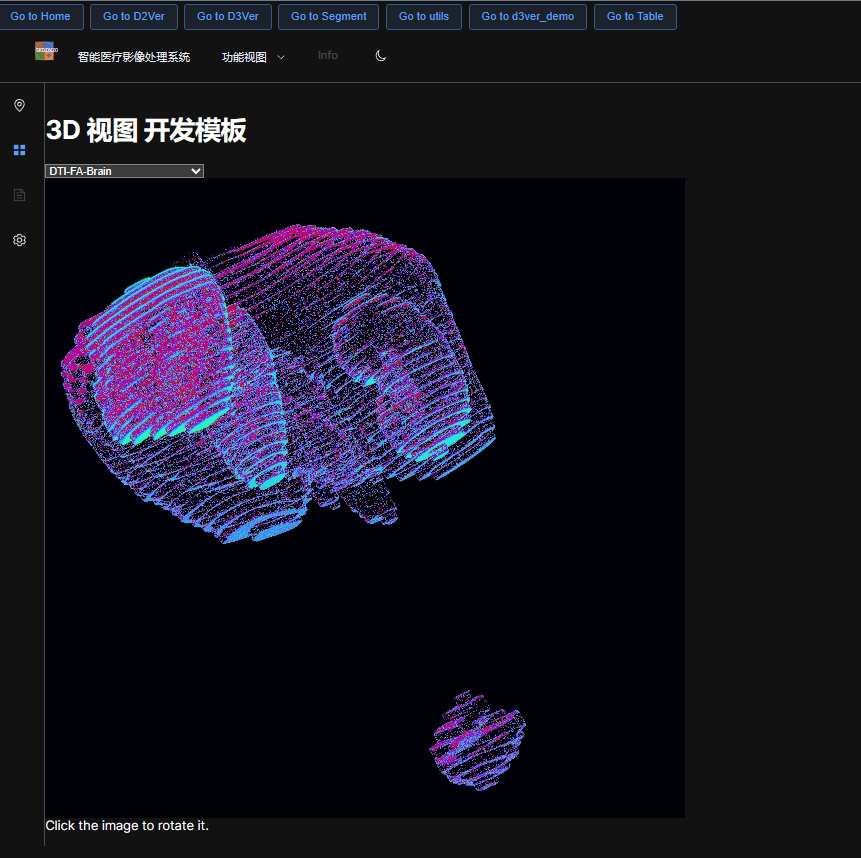 Go to Home Go to D2Ver Go to D3Ver Go to Segment Go to utils Go to d3ver_demo Go to Table
智能医疗影像处理系统 功能视图 Info
3D 视图 开发模板
DTI-FA-Brain
Click the image to rotate it.